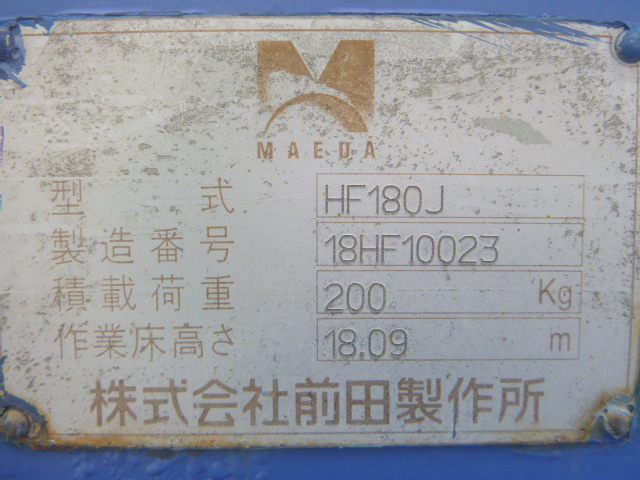 MAEDA
型式 HF180J
製造番号 18HF10023
積載荷重 200 Kg
作業床高さ 18.09 m
株式会社前田製作所